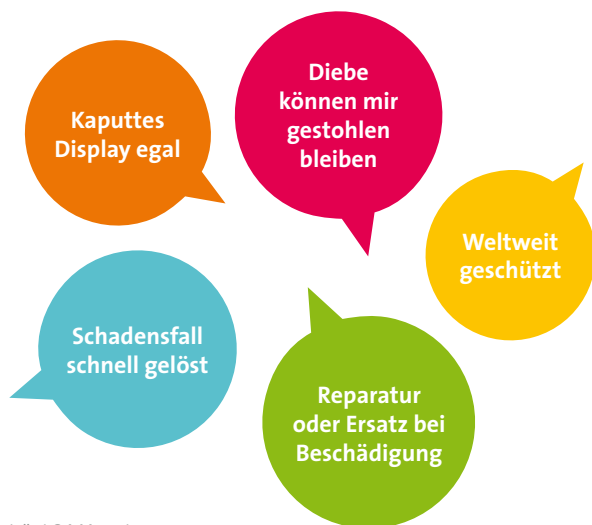 Kaputtes
Display egal
Diebe
können mir
gestohlen
bleiben
Weltweit
geschützt
Schadensfall
schnell gelöst
Reparatur
oder Ersatz bei
Beschädigung